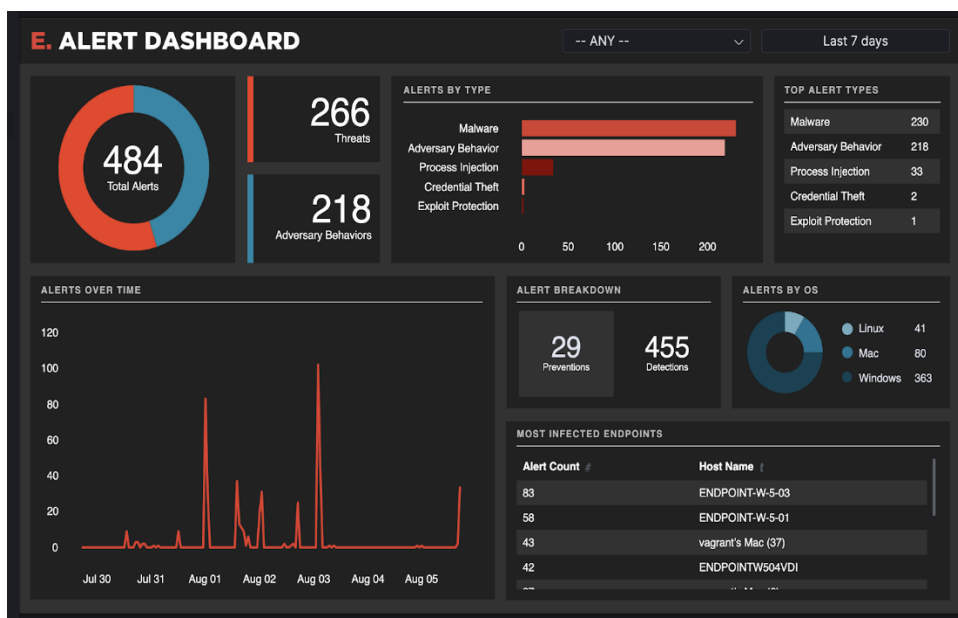 E. ALERT DASHBOARD
-- ANY --
Last 7 days
484
Total Alerts
266
Threats
218
Adversary Behaviors
ALERTS BY TYPE
Malware
Adversary Behavior
Process Injection
Credential Theft
Exploit Protection
0 50 100 150 200
TOP ALERT TYPES
Malware 230
Adversary Behavior 218
Process Injection 33
Credential Theft 2
Exploit Protection 1
ALERTS OVER TIME
120
100
80
60
40
20
0
Jul 30 Jul 31 Aug 01 Aug 02 Aug 03 Aug 04 Aug 05
ALERT BREAKDOWN
29
Preventions
455
Detections
ALERTS BY OS
Linux 41
Mac 80
Windows 363
MOST INFECTED ENDPOINTS
Alert Count Host Name
83 ENDPOINT-W-5-03
58 ENDPOINT-W-5-01
43 vagrant's Mac (37)
42 ENDPOINTW504VDI